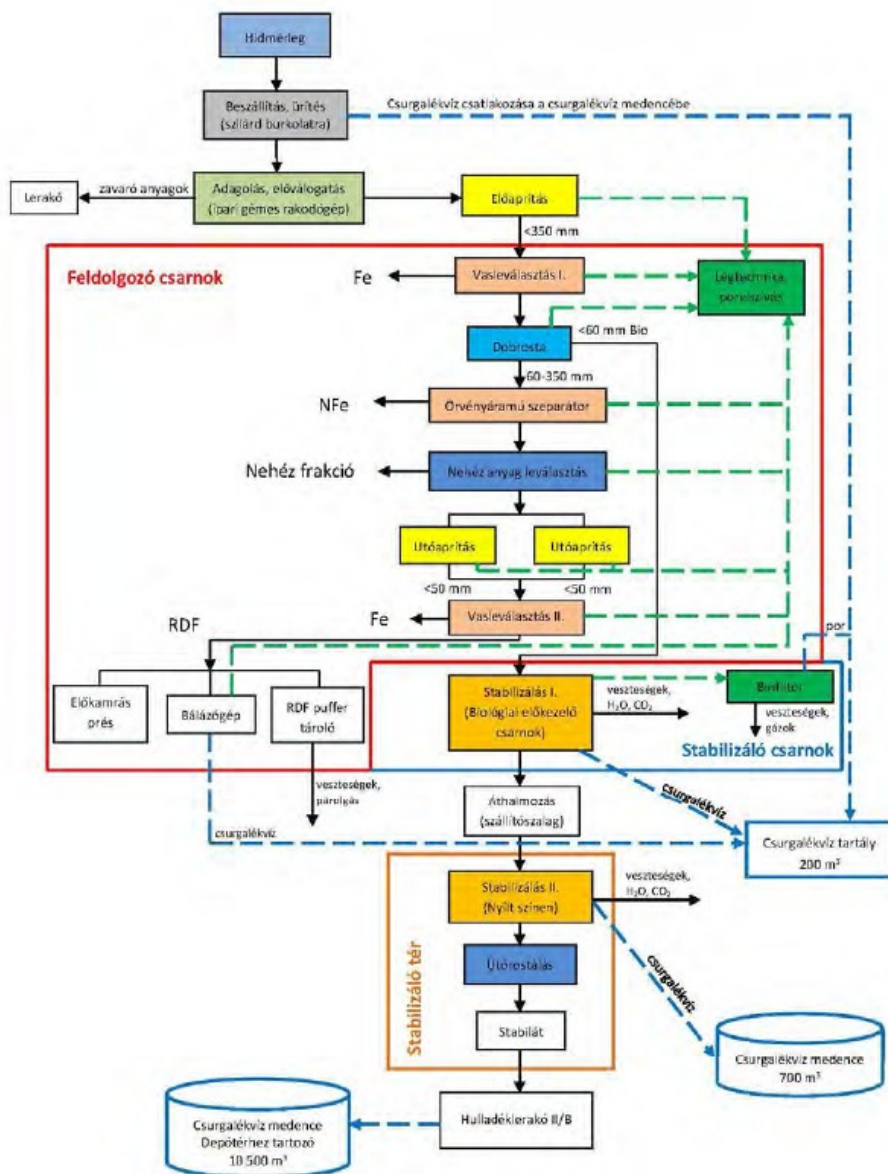 Hídmérleg
Beszállítás, ürítés
(szilárd burkolatra)
Csurgalékvíz csatlakozása a csurgalékvíz medencébe
Lerakó
zavaró anyagok
Adagolás, előválogatás
(ipari gémes rakodógép)
Előaprítás
<350 mm
Feldolgozó csarnok
Fe
Vasleválasztás I.
Légtechnika,
porelszívás
<60 mm Bio
Dobrosta
60-350 mm
NFe
Örvényáramú szeparátor
Nehéz frakció
Nehéz anyag leválasztás
Utóaprítás
Utóaprítás
<50 mm
<50 mm
RDF
Fe
Vasleválasztás II.
por
Előkamrás
prés
Bálázógép
RDF puffer
tároló
Stabilizálás I.
(Biológiai előkezelő
csarnok)
veszteségek,
H₂O, CO₂
Biofilter
veszteségek,
gázok
Stabilizáló csarnok
veszteségek,
párolgás
Áthalmozás
(szállítószalag)
csurgalékvíz
csurgalékvíz
Csurgalékvíz tartály
200 m³
Stabilizáló tér
Stabilizálás II.
(Nyílt színen)
veszteségek,
H₂O, CO₂
Utórostálás
csurgalékvíz
Stabilát
Csurgalékvíz medence
700 m³
Hulladéklerakó II/B
Csurgalékvíz medence
Depótérhez tartozó
10 500 m³